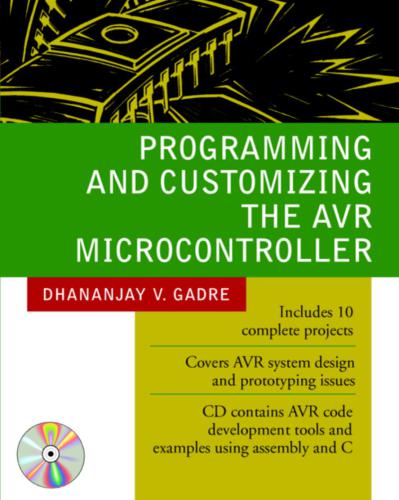 PROGRAMMING
AND CUSTOMIZING
THE AVR
MICROCONTROLLER
DHANANJAY V. GADRE
Includes 10
complete projects
Covers AVR system design
and prototyping issues
CD contains AVR code
development tools and
examples using assembly and C